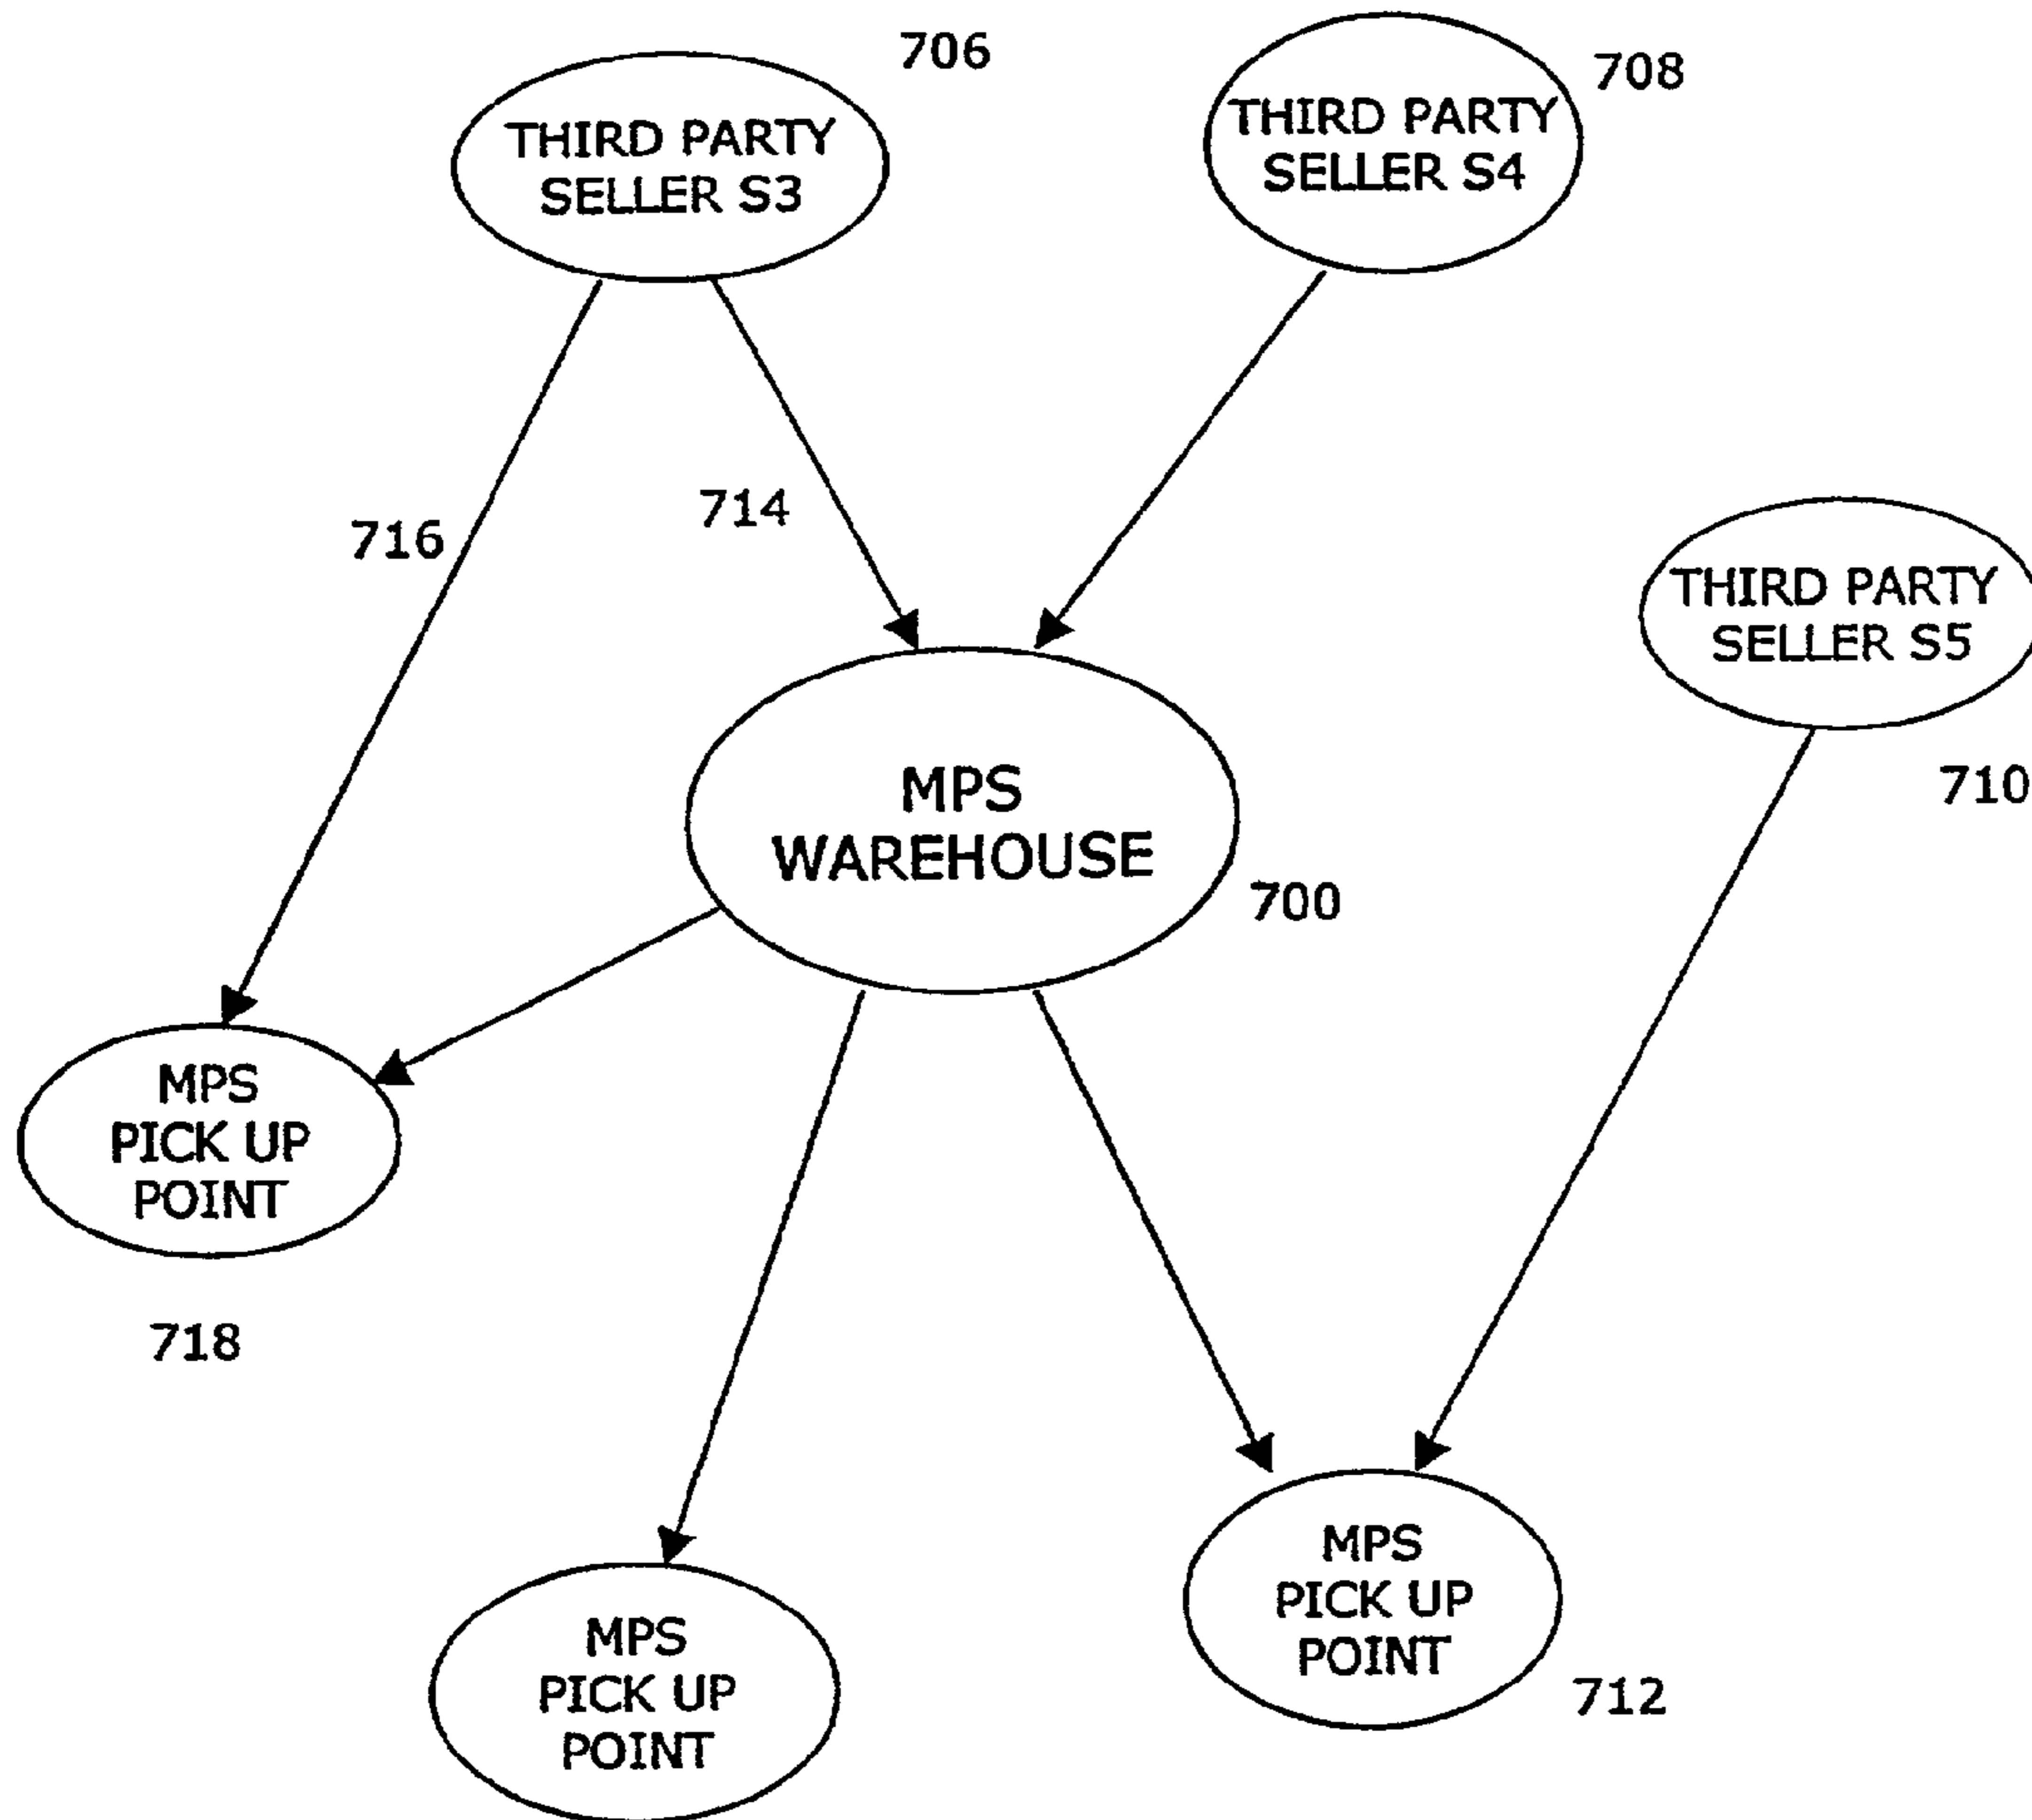 706
THIRD PARTY
SELLER S3
708
THIRD PARTY
SELLER S4
716
714
THIRD PARTY
SELLER S5
710
MPS
WAREHOUSE
700
MPS
PICK UP
POINT
718
MPS
PICK UP
POINT
712
MPS
PICK UP
POINT